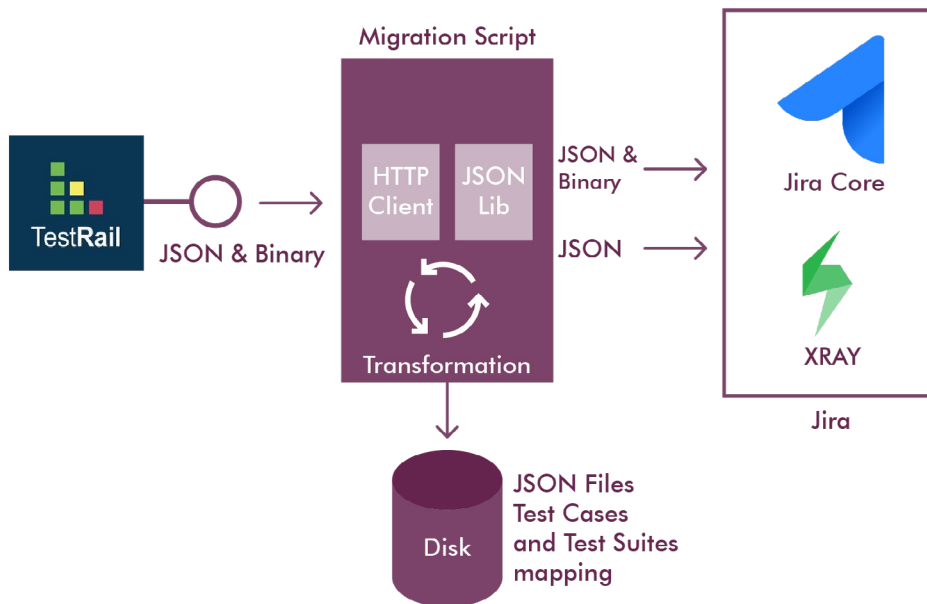 Migration Script
TestRail
JSON & Binary
HTTP
Client
JSON
Lib
Transformation
JSON &
Binary
JSON
Jira Core
XRAY
Jira
Disk
JSON Files
Test Cases
and Test Suites
mapping